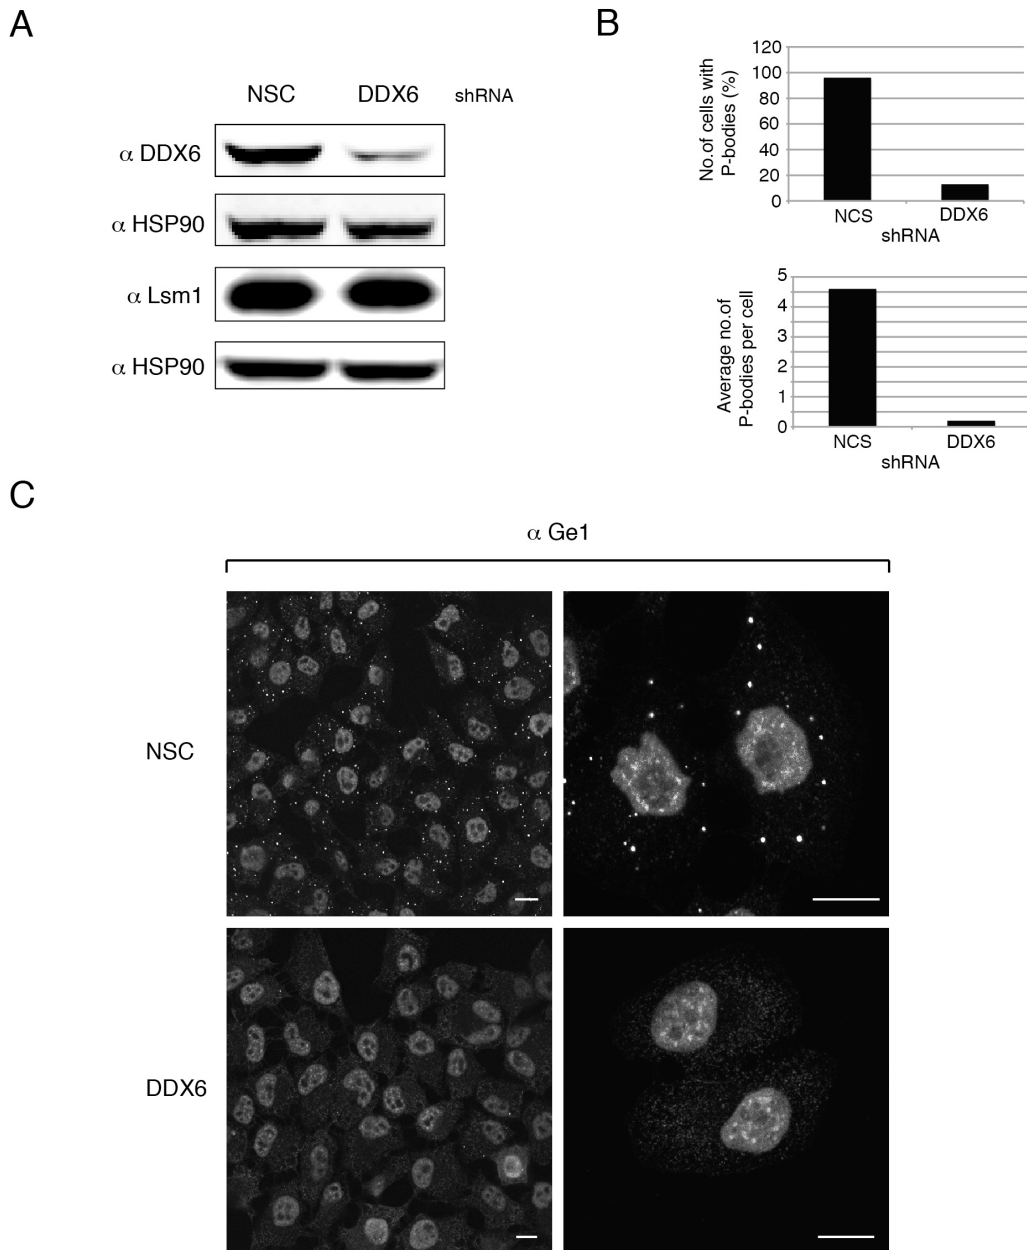 A
NSC DDX6 shRNA
α DDX6
α HSP90
α Lsm1
α HSP90
B
No.of cells with
P-bodies (%)
120
100
80
60
40
20
0
NCS DDX6
shRNA
Average no.of
P-bodies per cell
5
4
3
2
1
0
NCS DDX6
shRNA
C
α Ge1
NSC
DDX6